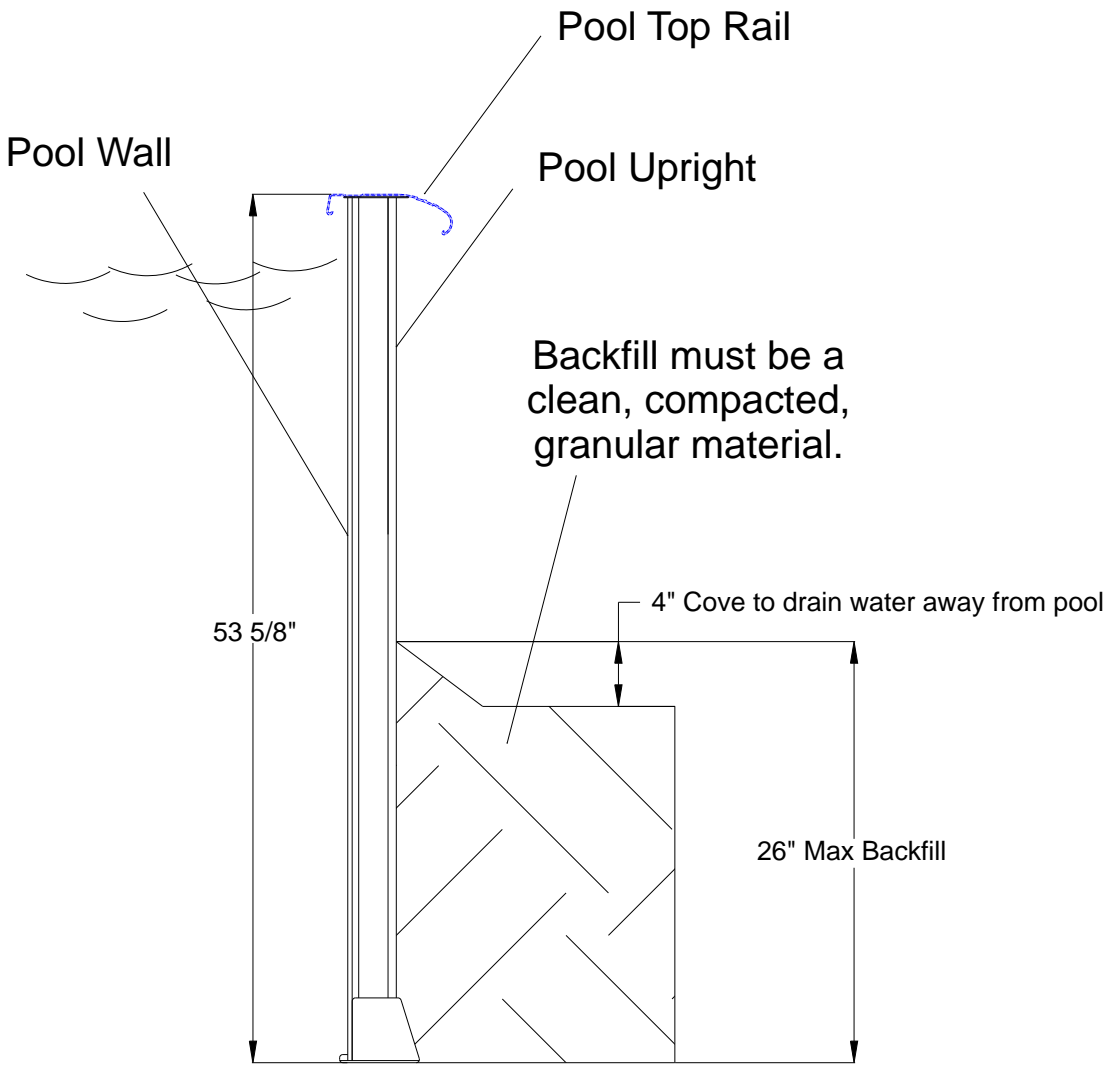 Pool Top Rail
Pool Wall
Pool Upright
Backfill must be a
clean, compacted,
granular material.
4" Cove to drain water away from pool
53 5/8"
26" Max Backfill